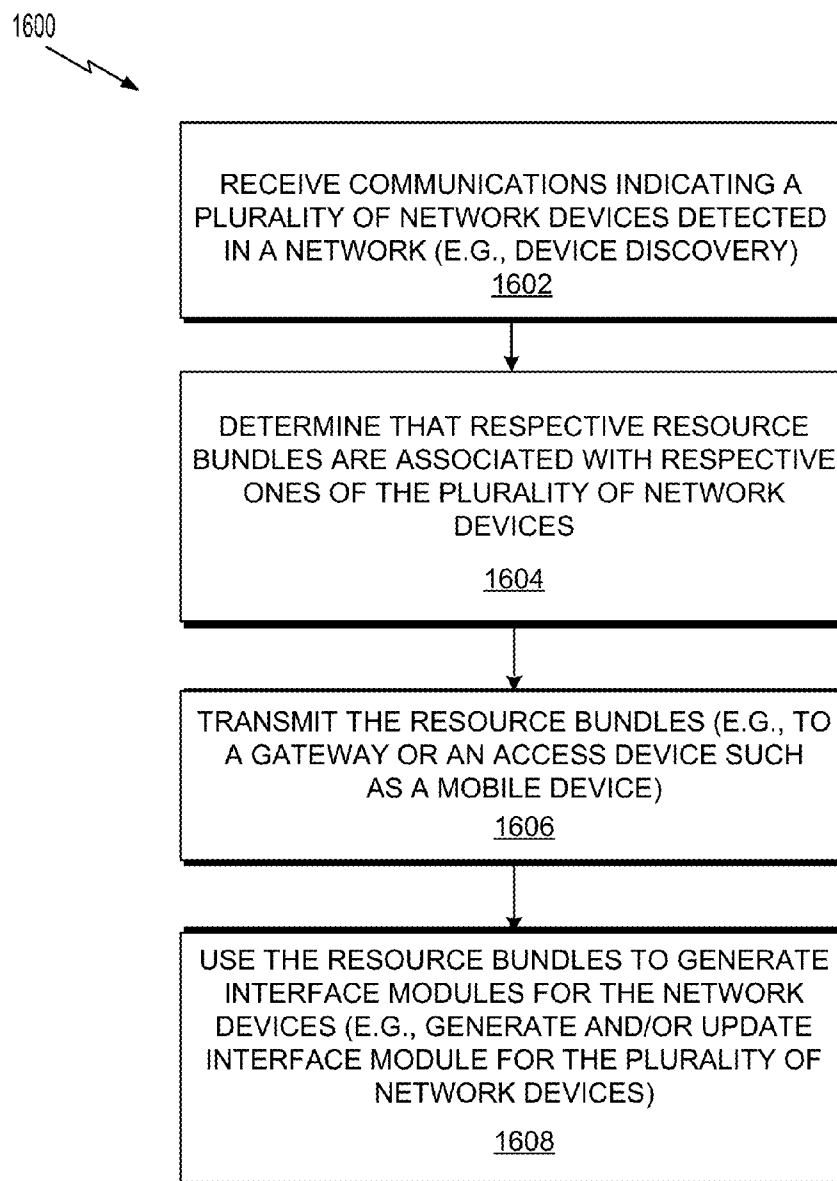 1600
RECEIVE COMMUNICATIONS INDICATING A
PLURALITY OF NETWORK DEVICES DETECTED
IN A NETWORK (E.G., DEVICE DISCOVERY)
1602
DETERMINE THAT RESPECTIVE RESOURCE
BUNDLES ARE ASSOCIATED WITH RESPECTIVE
ONES OF THE PLURALITY OF NETWORK
DEVICES
1604
TRANSMIT THE RESOURCE BUNDLES (E.G., TO
A GATEWAY OR AN ACCESS DEVICE SUCH
AS A MOBILE DEVICE)
1606
USE THE RESOURCE BUNDLES TO GENERATE
INTERFACE MODULES FOR THE NETWORK
DEVICES (E.G., GENERATE AND/OR UPDATE
INTERFACE MODULE FOR THE PLURALITY OF
NETWORK DEVICES)
1608